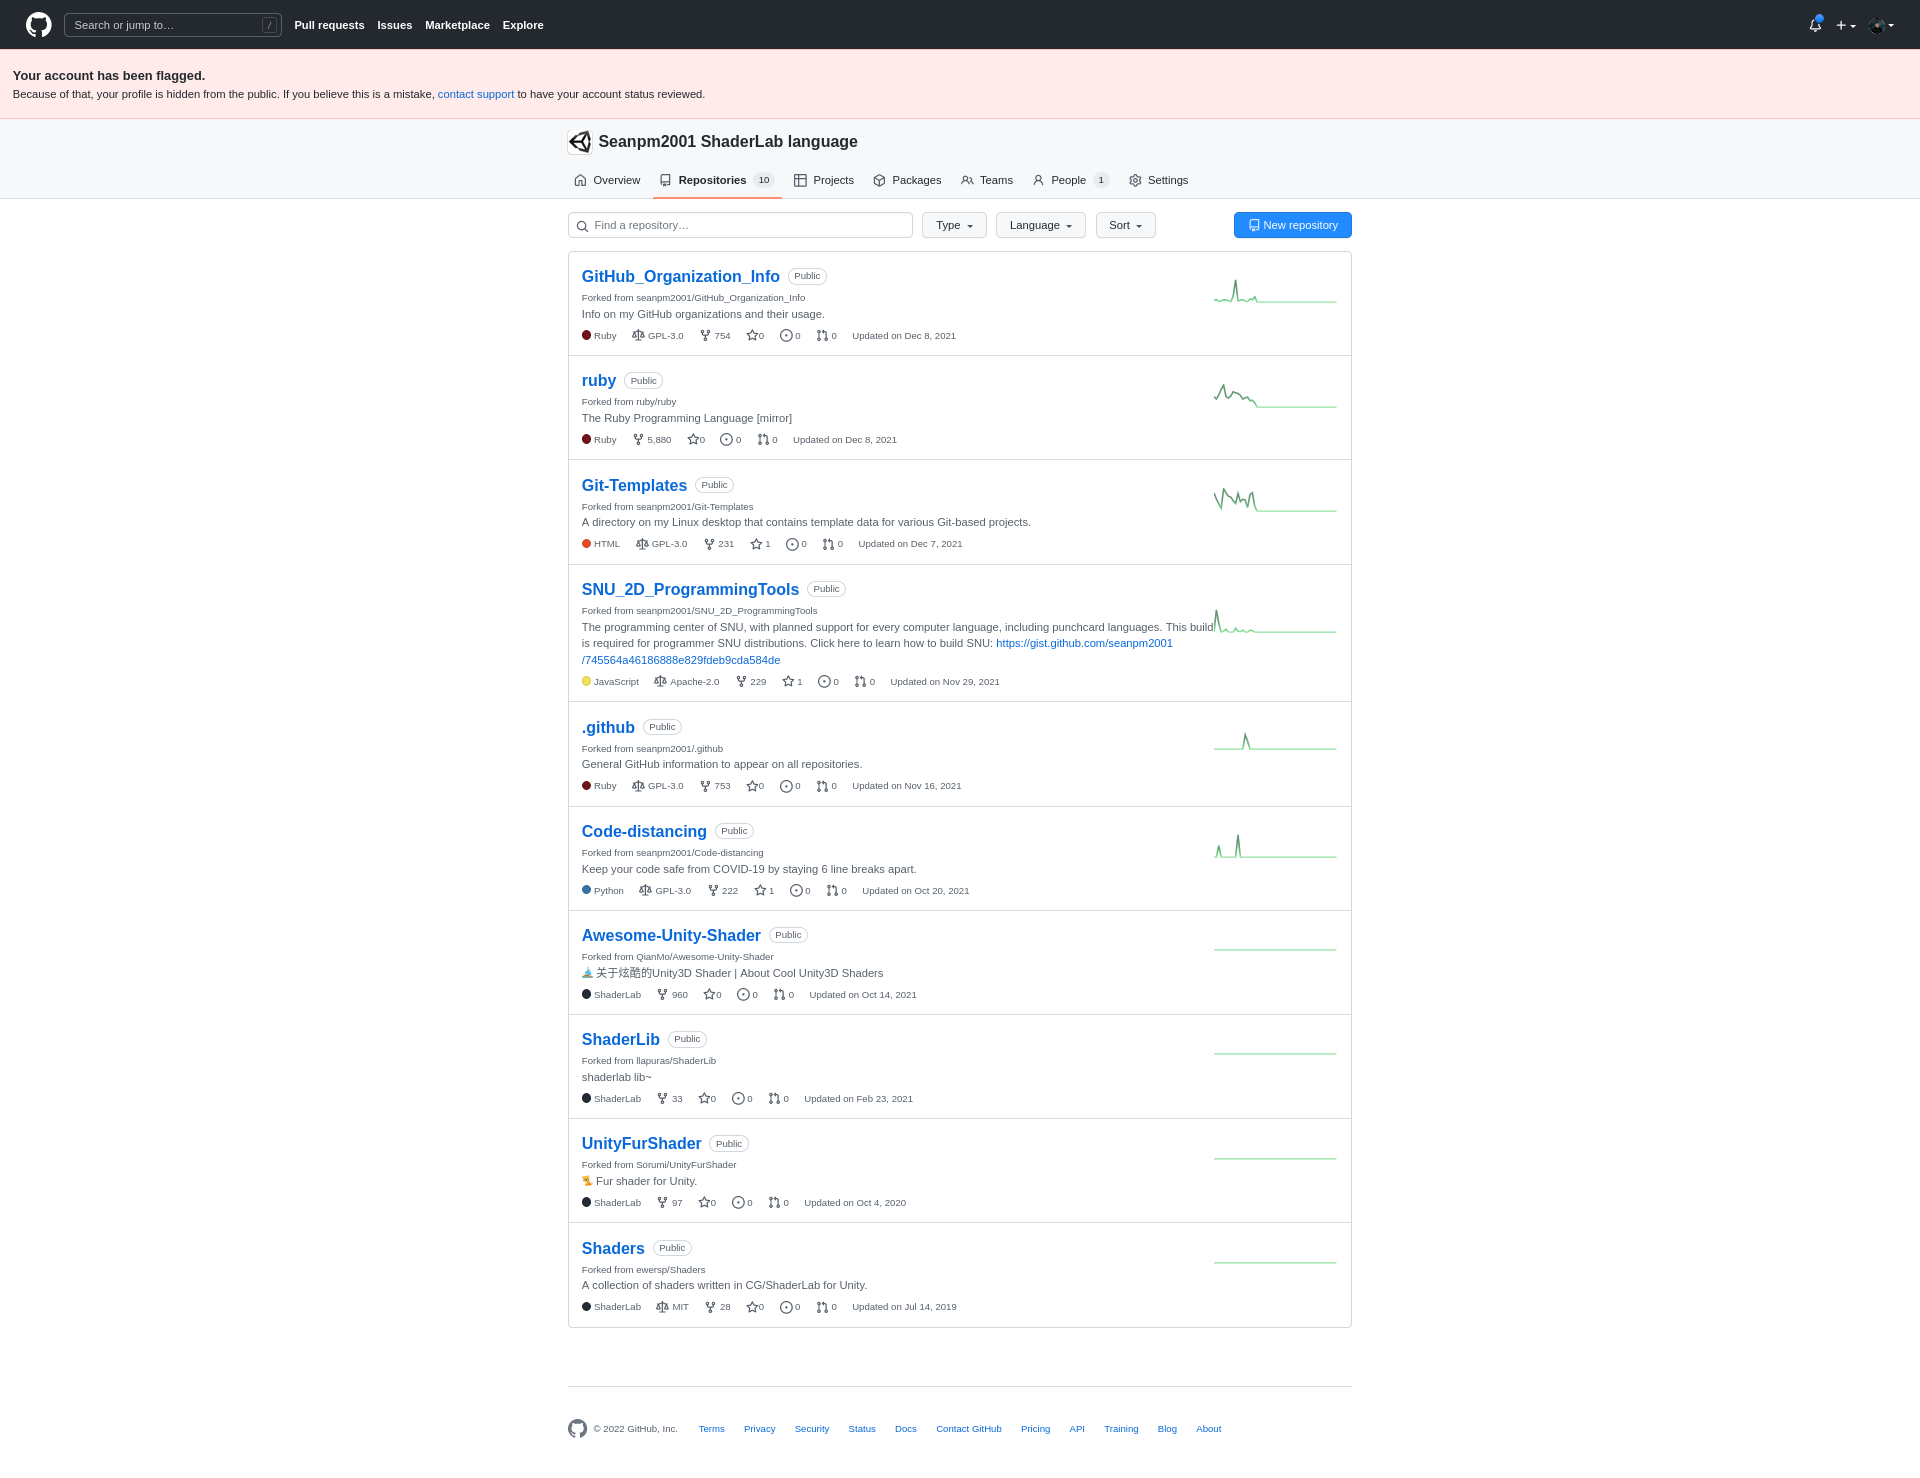 Search or jump to…
/
Pull requests Issues Marketplace Explore
Your account has been flagged.
Because of that, your profile is hidden from the public. If you believe this is a mistake, contact support to have your account status reviewed.
Seanpm2001 ShaderLab language
Overview Repositories 10 Projects Packages Teams People 1 Settings
Find a repository… Type Language Sort New repository
GitHub_Organization_Info Public
Forked from seanpm2001/GitHub_Organization_Info
Info on my GitHub organizations and their usage.
Ruby GPL-3.0 754 0 0 0 Updated on Dec 8, 2021
ruby Public
Forked from ruby/ruby
The Ruby Programming Language [mirror]
Ruby 5,880 0 0 0 Updated on Dec 8, 2021
Git-Templates Public
Forked from seanpm2001/Git-Templates
A directory on my Linux desktop that contains template data for various Git-based projects.
HTML GPL-3.0 231 1 0 0 Updated on Dec 7, 2021
SNU_2D_ProgrammingTools Public
Forked from seanpm2001/SNU_2D_ProgrammingTools
The programming center of SNU, with planned support for every computer language, including punchcard languages. This build
is required for programmer SNU distributions. Click here to learn how to build SNU: https://gist.github.com/seanpm2001
/745564a46186888e829fdeb9cda584de
JavaScript Apache-2.0 229 1 0 0 Updated on Nov 29, 2021
.github Public
Forked from seanpm2001/.github
General GitHub information to appear on all repositories.
Ruby GPL-3.0 753 0 0 0 Updated on Nov 16, 2021
Code-distancing Public
Forked from seanpm2001/Code-distancing
Keep your code safe from COVID-19 by staying 6 line breaks apart.
Python GPL-3.0 222 1 0 0 Updated on Oct 20, 2021
Awesome-Unity-Shader Public
Forked from QianMo/Awesome-Unity-Shader
关于炫酷的Unity3D Shader | About Cool Unity3D Shaders
ShaderLab 960 0 0 0 Updated on Oct 14, 2021
ShaderLib Public
Forked from llapuras/ShaderLib
shaderlab lib~
ShaderLab 33 0 0 0 Updated on Feb 23, 2021
UnityFurShader Public
Forked from Sorumi/UnityFurShader
Fur shader for Unity.
ShaderLab 97 0 0 0 Updated on Oct 4, 2020
Shaders Public
Forked from ewersp/Shaders
A collection of shaders written in CG/ShaderLab for Unity.
ShaderLab MIT 28 0 0 0 Updated on Jul 14, 2019
© 2022 GitHub, Inc. Terms Privacy Security Status Docs Contact GitHub Pricing API Training Blog About